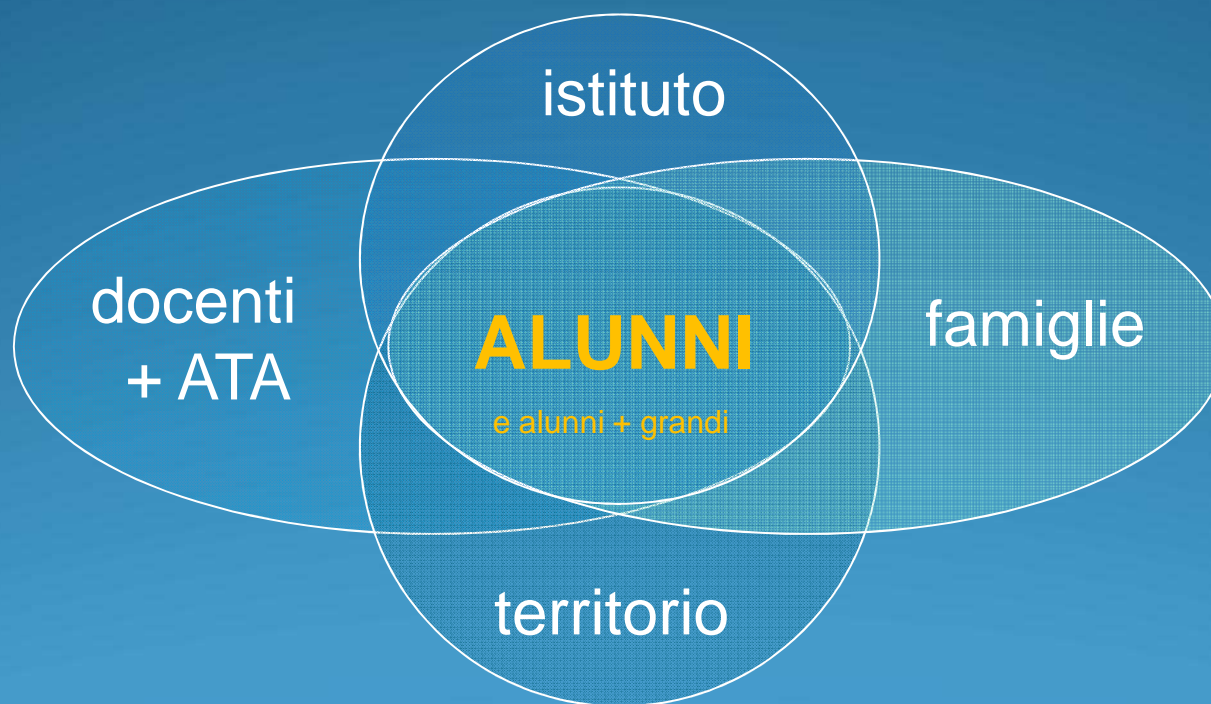 istituto
docenti
+ ATA
ALUNNI
e alunni + grandi
famiglie
territorio